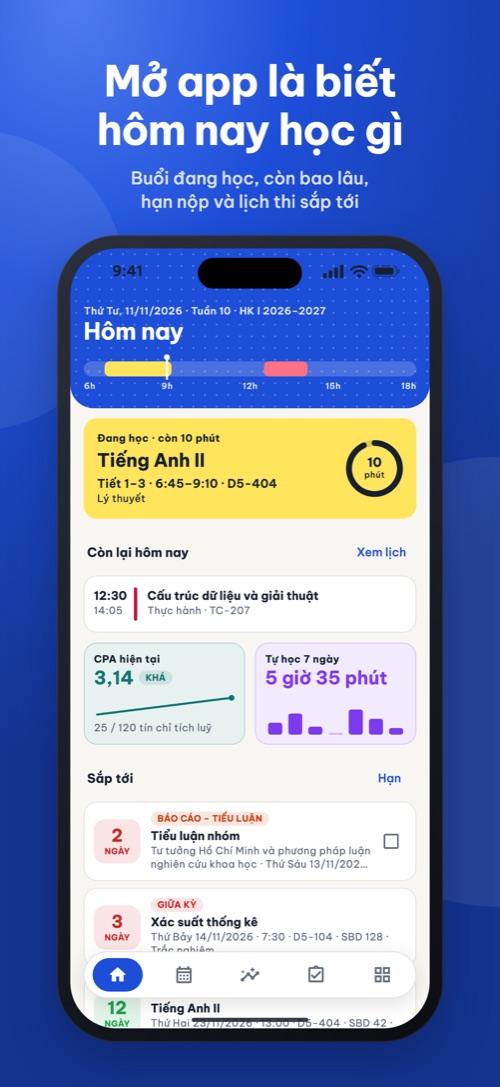 Mở app là biết
hôm nay học gì
Buổi đang học, còn bao lâu,
hạn nộp và lịch thi sắp tới
9:41
Thứ Tư, 11/11/2026 · Tuần 10 · HK I 2026–2027
Hôm nay
6h 9h 12h 15h 18h
Đang học · còn 10 phút
Tiếng Anh II
Tiết 1–3 · 6:45–9:10 · D5-404
Lý thuyết
10
phút
Còn lại hôm nay
Xem lịch
12:30 Cấu trúc dữ liệu và giải thuật
14:05 Thực hành · TC-207
CPA hiện tại
3,14 KHÁ
25 / 120 tín chỉ tích luỹ
Tự học 7 ngày
5 giờ 35 phút
Sắp tới
Hạn
2
NGÀY
BÁO CÁO – TIỂU LUẬN
Tiểu luận nhóm
Tư tưởng Hồ Chí Minh và phương pháp luận
nghiên cứu khoa học · Thứ Sáu 13/11/202...
3
NGÀY
GIỮA KỲ
Xác suất thống kê
Thứ Bảy 14/11/2026 · 7:30 · D5-104 · SBD 128 ·
Trắc nghiệm
12
NGÀY
Tiếng Anh II
Thứ Hai 23/11/2026 · 13:00 · D5-404 · SBD 42 ·